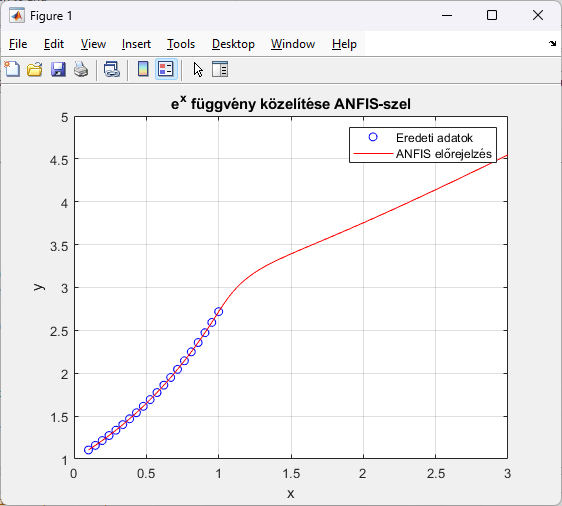 Figure 1
File Edit View Insert Tools Desktop Window Help
e^x függvény közelítése ANFIS-szel
Eredeti adatok
ANFIS előrejelzés
5
4.5
4
3.5
3
2.5
2
1.5
1
y
0 0.5 1 1.5 2 2.5 3
x